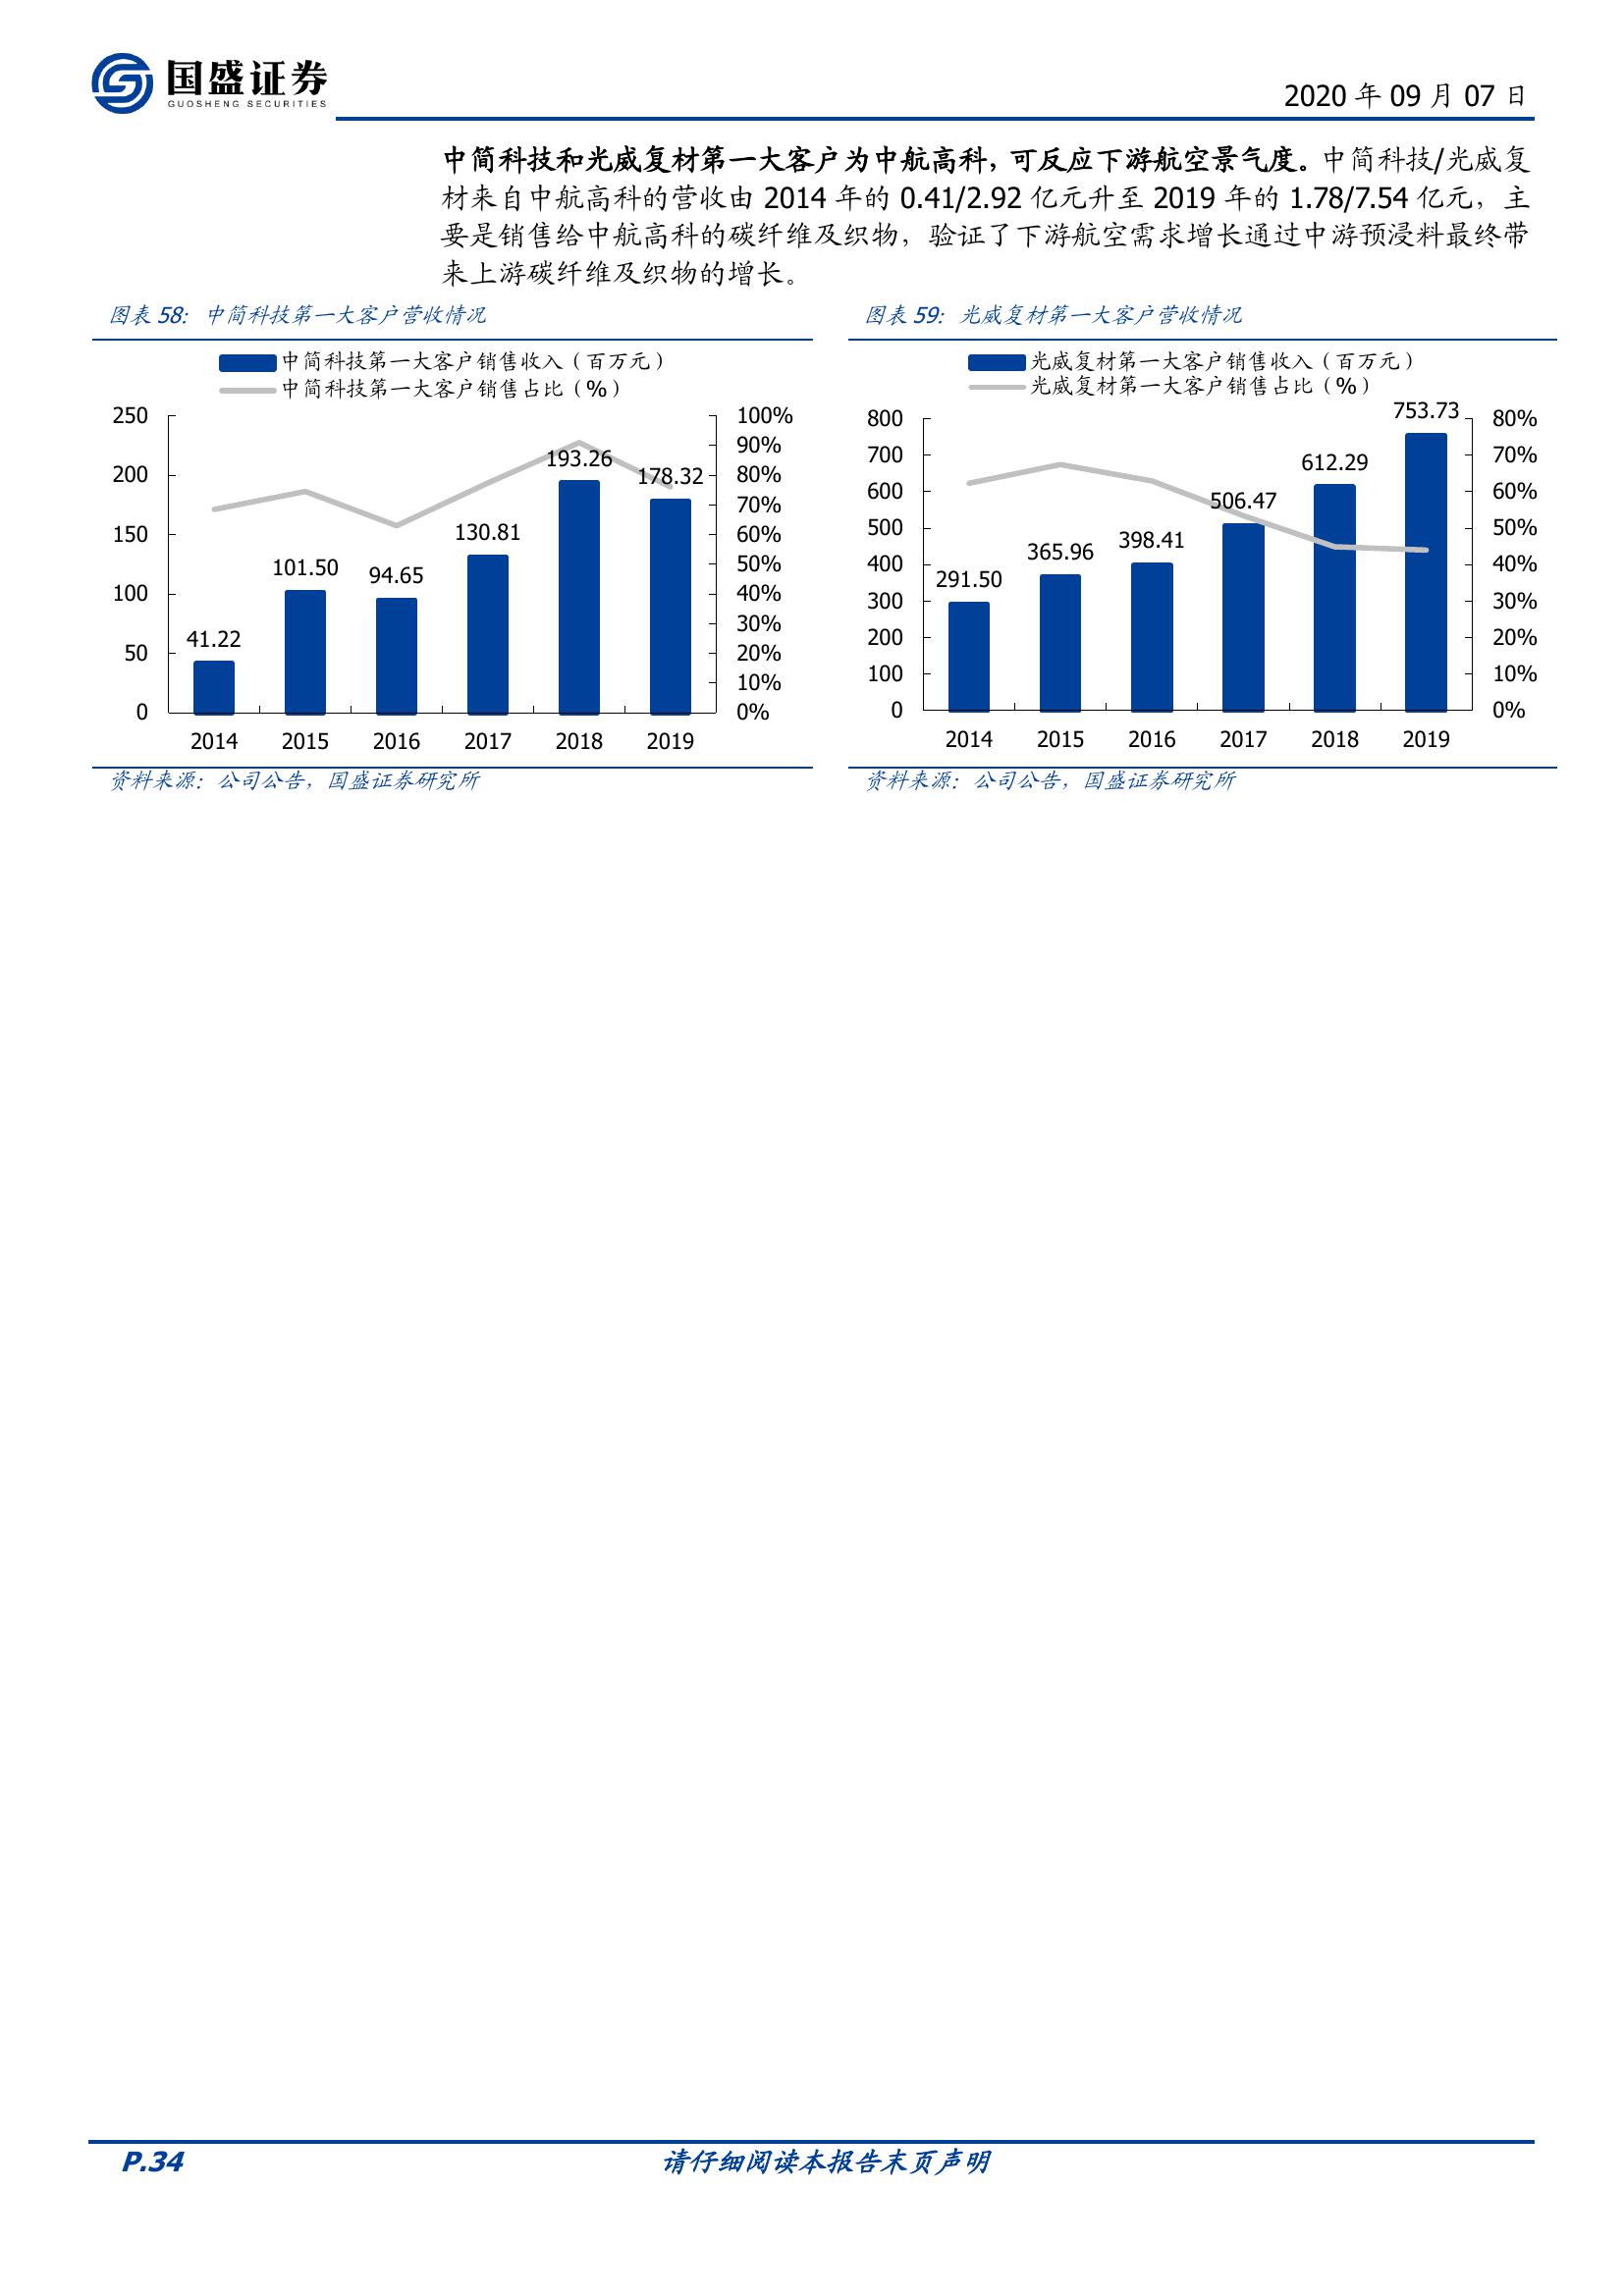 国盛证券
GUOSHENG SECURITIES
2020 年 09 月 07 日
中简科技和光威复材第一大客户为中航高科，可反应下游航空景气度。中简科技/光威复
材来自中航高科的营收由 2014 年的 0.41/2.92 亿元升至 2019 年的 1.78/7.54 亿元，主
要是销售给中航高科的碳纤维及织物，验证了下游航空需求增长通过中游预浸料最终带
来上游碳纤维及织物的增长。
图表 58：中简科技第一大客户营收情况
中简科技第一大客户销售收入（百万元）
中简科技第一大客户销售占比（%）
250
200
150
100
50
0
100%
90%
80%
70%
60%
50%
40%
30%
20%
10%
0%
41.22
101.50
94.65
130.81
193.26
178.32
2014 2015 2016 2017 2018 2019
资料来源：公司公告，国盛证券研究所
图表 59：光威复材第一大客户营收情况
光威复材第一大客户销售收入（百万元）
光威复材第一大客户销售占比（%）
800
700
600
500
400
300
200
100
0
80%
70%
60%
50%
40%
30%
20%
10%
0%
291.50
365.96
398.41
506.47
612.29
753.73
2014 2015 2016 2017 2018 2019
资料来源：公司公告，国盛证券研究所
P.34
请仔细阅读本报告末页声明